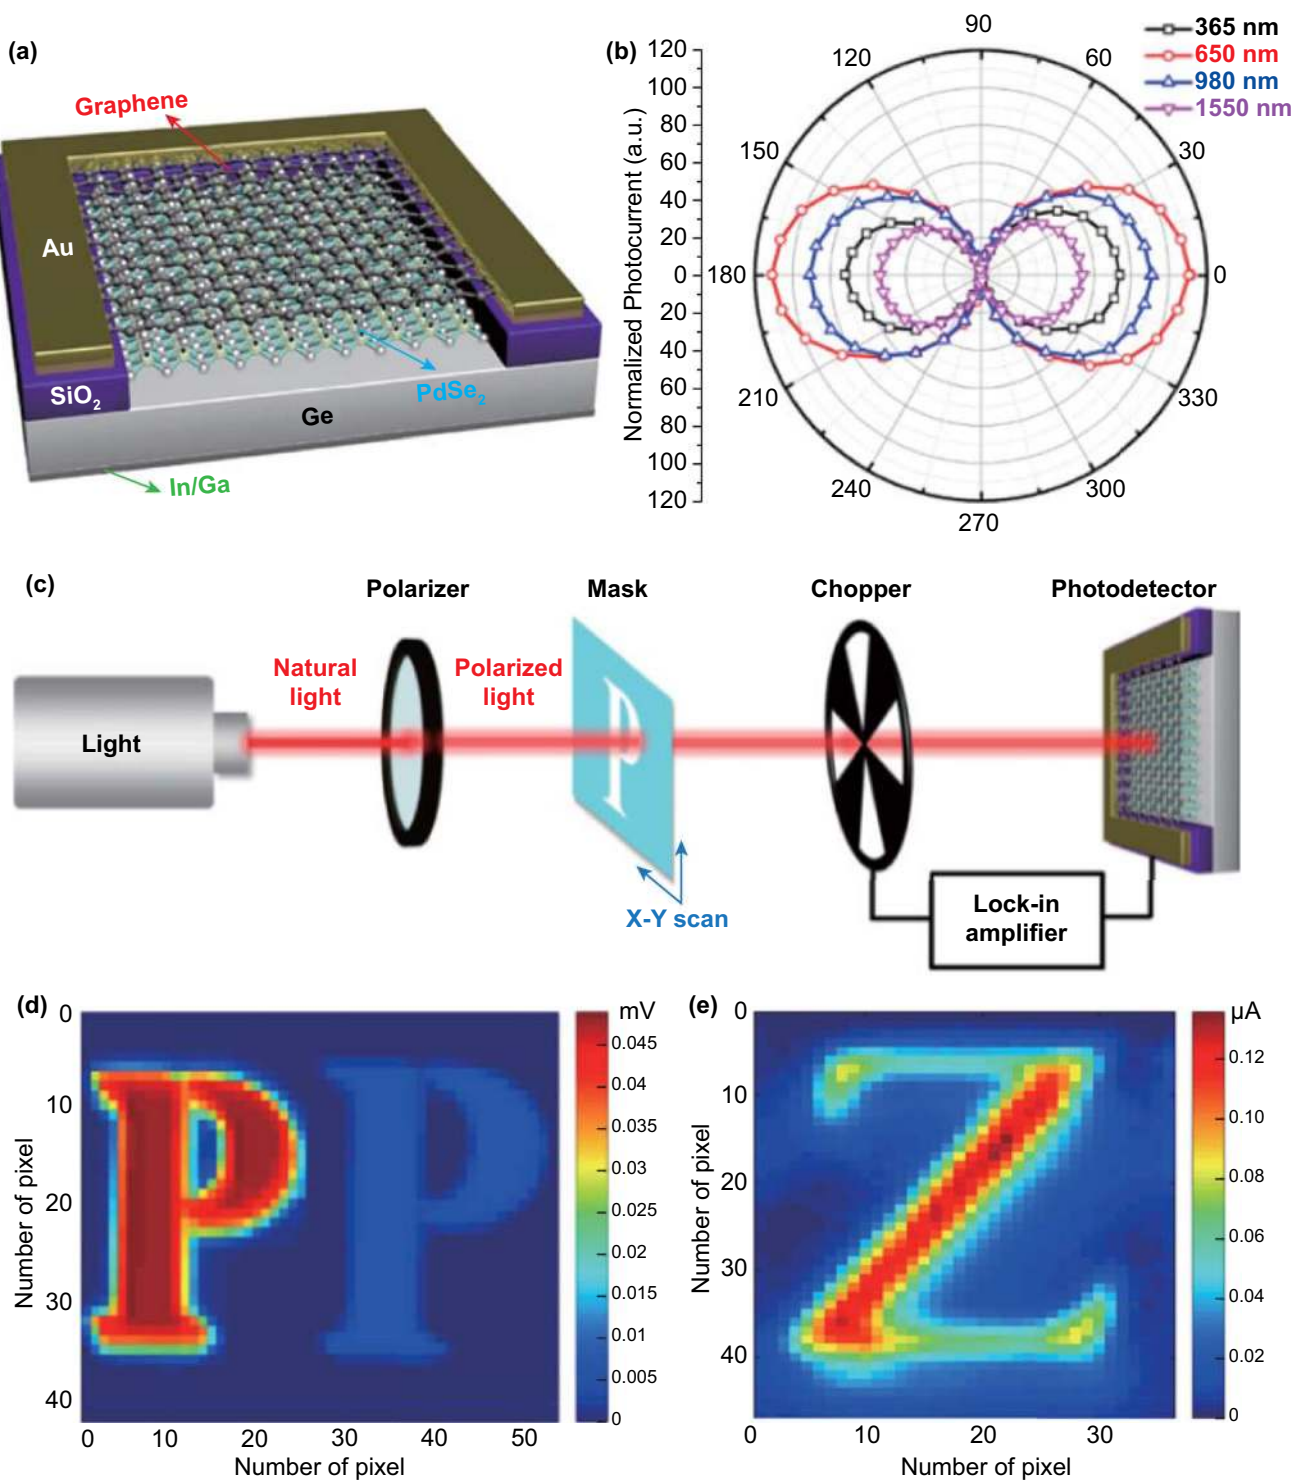 (a)
Graphene
Au
SiO2
PdSe2
Ge
In/Ga
(b)
365 nm
650 nm
980 nm
1550 nm
Normalized Photocurrent (a.u.)
120
100
80
60
40
20
0
20
40
60
80
100
120
90
60
30
0
330
300
270
240
210
180
150
120
(c)
Polarizer
Mask
Chopper
Photodetector
Natural
light
Polarized
light
Light
P
X-Y scan
Lock-in
amplifier
(d)
mV
0
10
20
30
40
Number of pixel
0 10 20 30 40 50
Number of pixel
0.045
0.04
0.035
0.03
0.025
0.02
0.015
0.01
0.005
0
P P
(e)
μA
0
10
20
30
40
Number of pixel
0 10 20 30
Number of pixel
0.12
0.10
0.08
0.06
0.04
0.02
0
Z